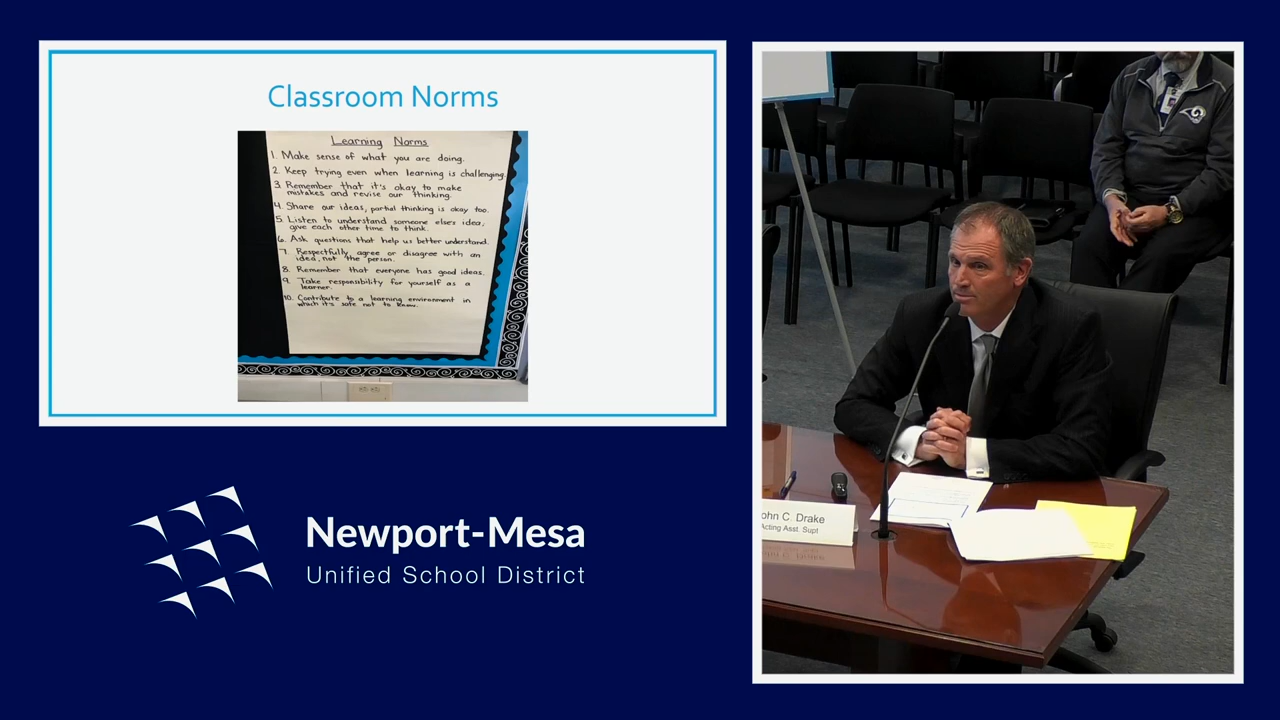 Classroom Norms
Learning Norms
1. Make sense of what you are doing.
2. Keep trying even when learning is challenging.
3. Remember that it's okay to make
mistakes and revise our thinking.
4. Share our ideas, partial thinking is okay too.
5. Listen to understand someone elses idea,
give each other time to think.
6. Ask questions that help us better understand.
7. Respectfully agree or disagree with an
idea, not the person.
8. Remember that everyone has good ideas.
9. Take responsibility for yourself as a
learner.
10. Contribute to a learning environment in
which it's safe not to know.
Newport-Mesa
Unified School District
ohn C. Drake
Acting Asst. Supt